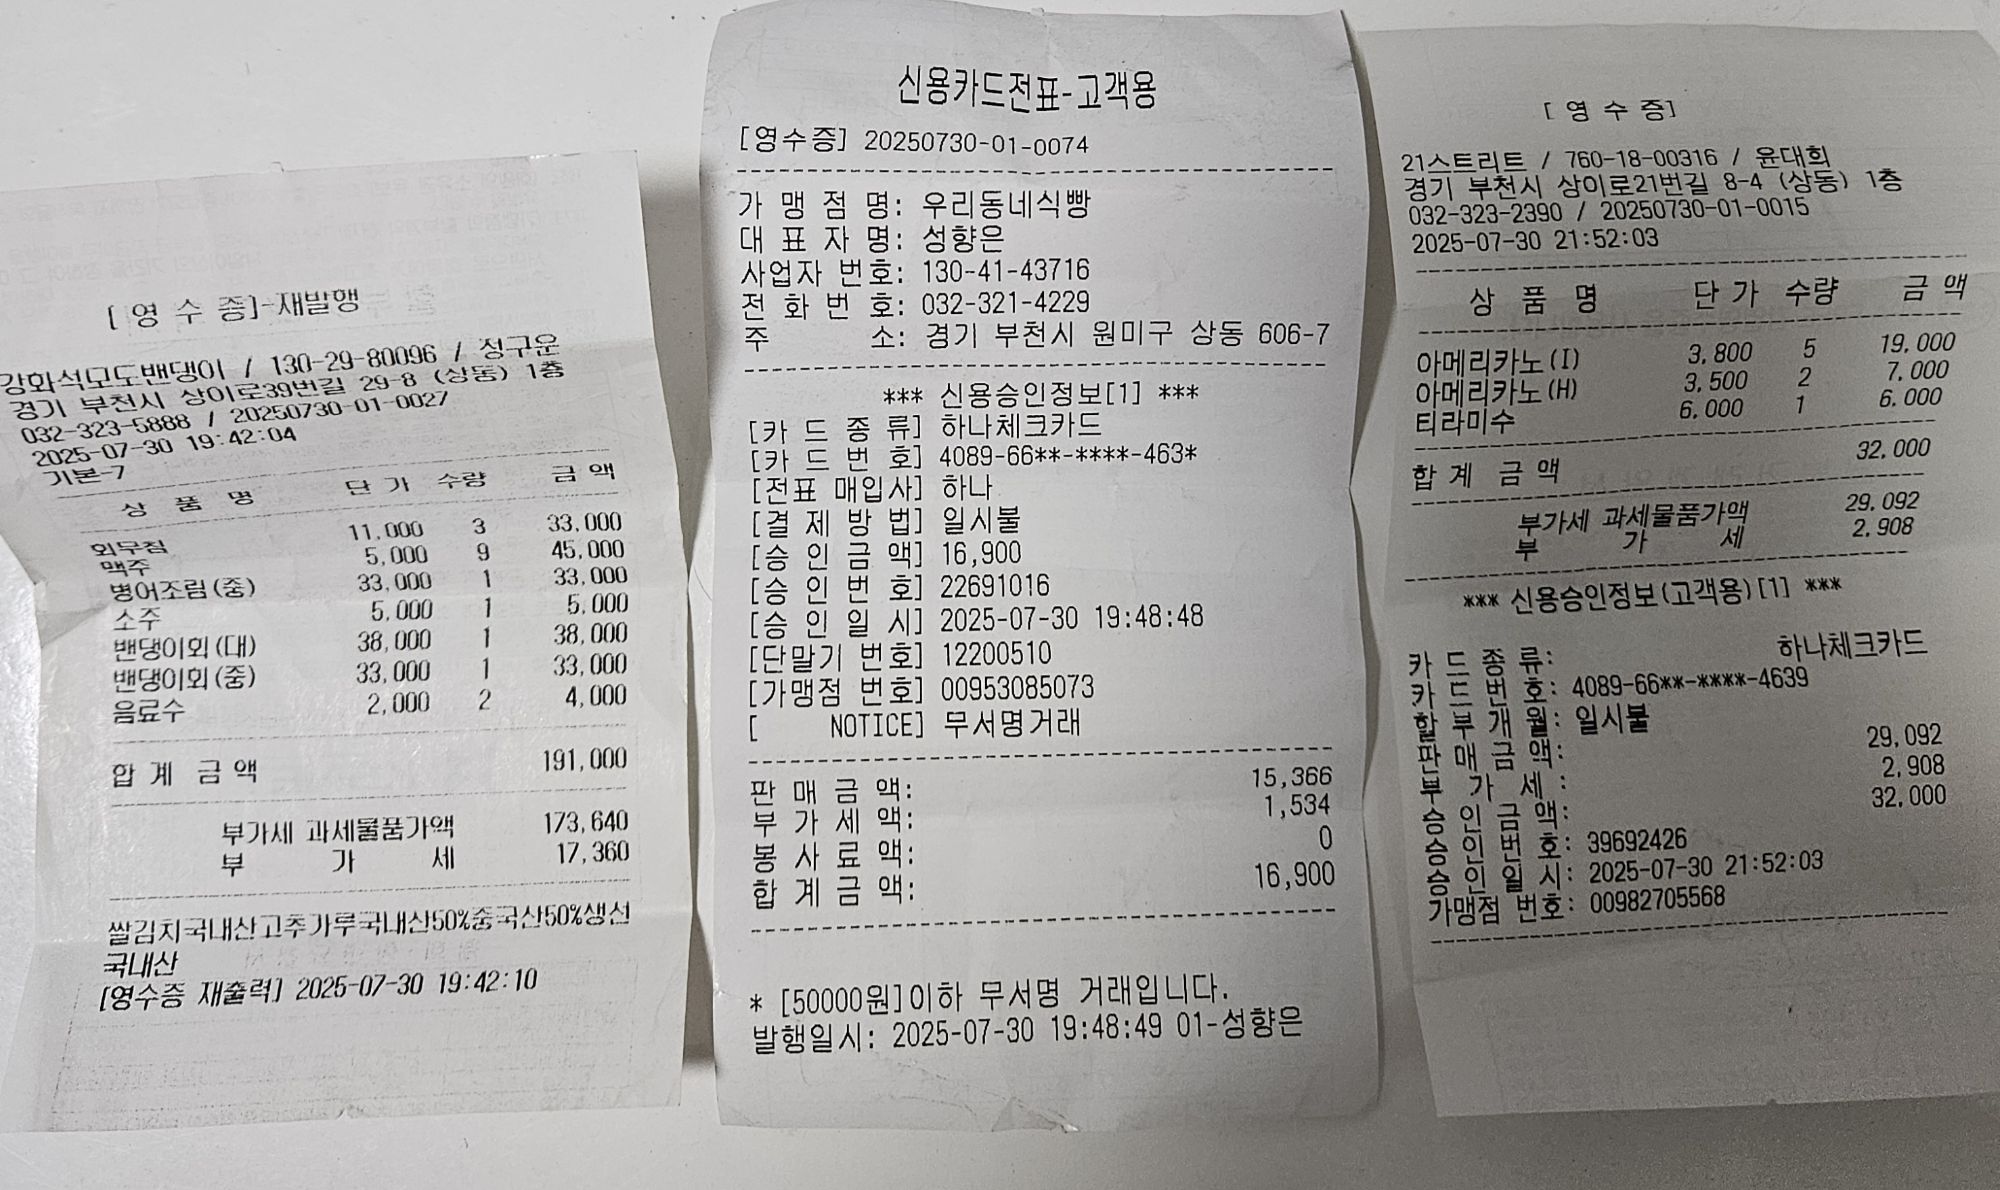 [ 영 수 증]-재발행
강화석모도밴댕이 / 130-29-80096 / 성구운
경기 부천시 상이로39번길 29-8 (상동) 1층
032-323-5888 / 20250730-01-0027
2025-07-30 19:42:04
기본-7
상 품 명 단 가 수량 금 액
회무침 11,000 3 33,000
맥주 5,000 9 45,000
병어조림(중) 33,000 1 33,000
소주 5,000 1 5,000
밴댕이회(대) 38,000 1 38,000
밴댕이회(중) 33,000 1 33,000
음료수 2,000 2 4,000
합 계 금 액 191,000
부가세 과세물품가액 173,640
부 가 세 17,360
쌀김치국내산고추가루국내산50%중국산50%생선
국내산
[영수증 재출력] 2025-07-30 19:42:10
신용카드전표-고객용
[영수증] 20250730-01-0074
가 맹 점 명: 우리동네식빵
대 표 자 명: 성향은
사업자 번호: 130-41-43716
전 화 번 호: 032-321-4229
주 소: 경기 부천시 원미구 상동 606-7
*** 신용승인정보[1] ***
[카 드 종 류] 하나체크카드
[카 드 번 호] 4089-66**-****-463*
[전표 매입사] 하나
[결 제 방 법] 일시불
[승 인 금 액] 16,900
[승 인 번 호] 22691016
[승 인 일 시] 2025-07-30 19:48:48
[단말기 번호] 12200510
[가맹점 번호] 00953085073
[ NOTICE] 무서명거래
판 매 금 액: 15,366
부 가 세 액: 1,534
봉 사 료 액: 0
합 계 금 액: 16,900
* [50000원]이하 무서명 거래입니다.
발행일시: 2025-07-30 19:48:49 01-성향은
[ 영 수 증]
21스트리트 / 760-18-00316 / 윤대희
경기 부천시 상이로21번길 8-4 (상동) 1층
032-323-2390 / 20250730-01-0015
2025-07-30 21:52:03
상 품 명 단 가 수량 금 액
아메리카노(I) 3,800 5 19,000
아메리카노(H) 3,500 2 7,000
티라미수 6,000 1 6,000
합 계 금 액 32,000
부가세 과세물품가액 29,092
부 가 세 2,908
*** 신용승인정보(고객용)[1] ***
카 드 종 류: 하나체크카드
카 드 번 호: 4089-66**-****-4639
할 부 개 월: 일시불
판 매 금 액: 29,092
부 가 세 : 2,908
승 인 금 액: 32,000
승 인 번 호: 39692426
승 인 일 시: 2025-07-30 21:52:03
가맹점 번호: 00982705568